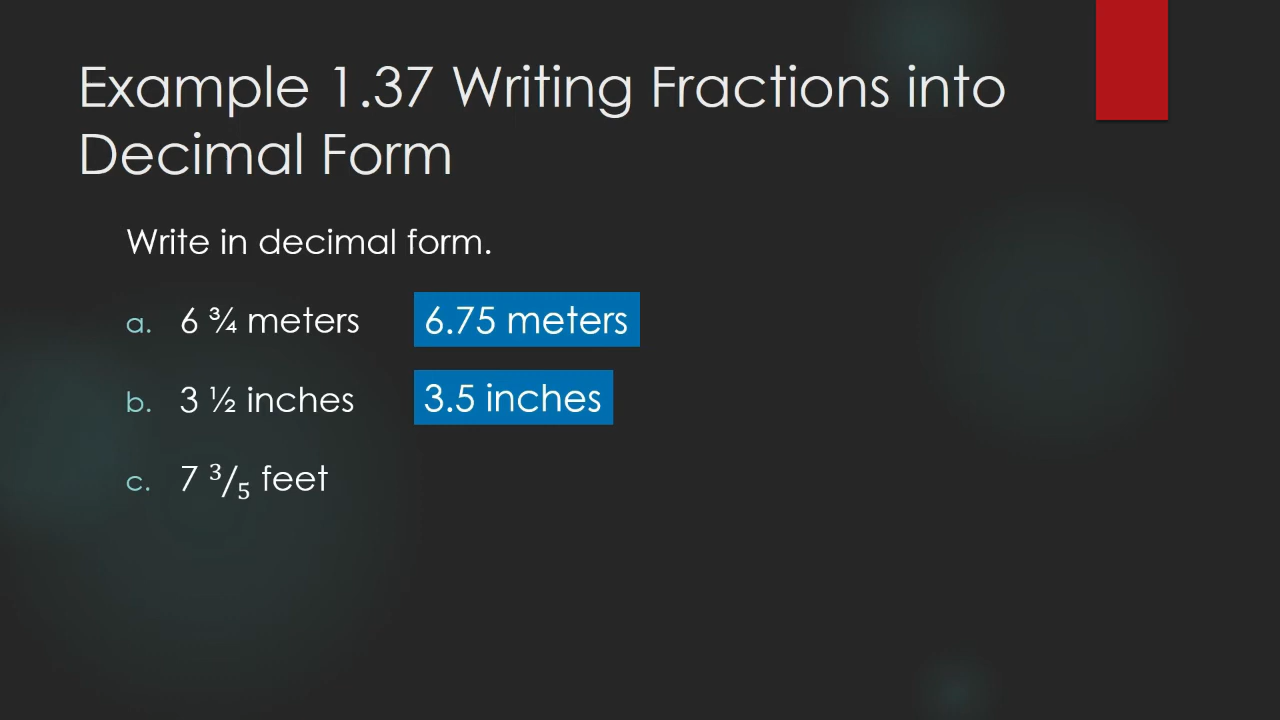 Example 1.37 Writing Fractions into
Decimal Form
Write in decimal form.
a. 6 ¾ meters 6.75 meters
b. 3 ½ inches 3.5 inches
c. 7 ³/₅ feet